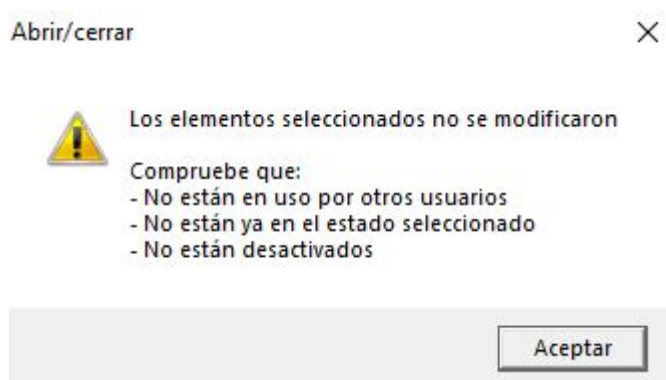 Abrir/cerrar
Los elementos seleccionados no se modificaron
Compruebe que:
- No están en uso por otros usuarios
- No están ya en el estado seleccionado
- No están desactivados
Aceptar